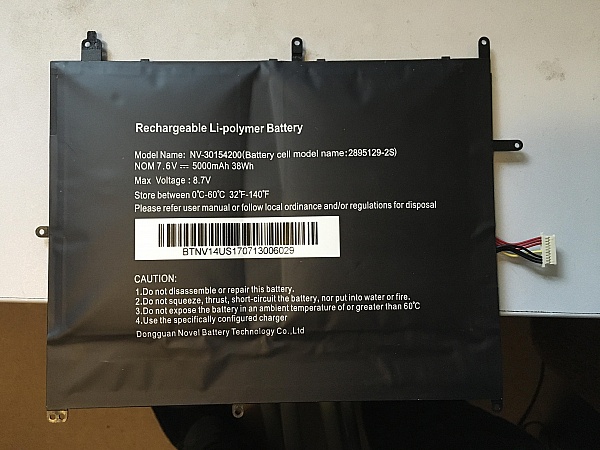 Rechargeable Li-polymer Battery
Model Name: NV-30154200(Battery cell model name:2895129-2S)
NOM 7.6V ⎓ 5000mAh 38Wh
Max Voltage : 8.7V
Store between 0℃-60℃ 32℉-140℉
Please refer user manual or follow local ordinance and/or regulations for disposal
BTNV14US170713006029
CAUTION:
1.Do not disassemble or repair this battery.
2.Do not squeeze, thrust, short-circuit the battery, nor put into water or fire.
3.Do not expose the battery in an ambient temperature of or greater than 60℃
4.Use the specifically configured charger
Dongguan Novel Battery Technology Co.,Ltd